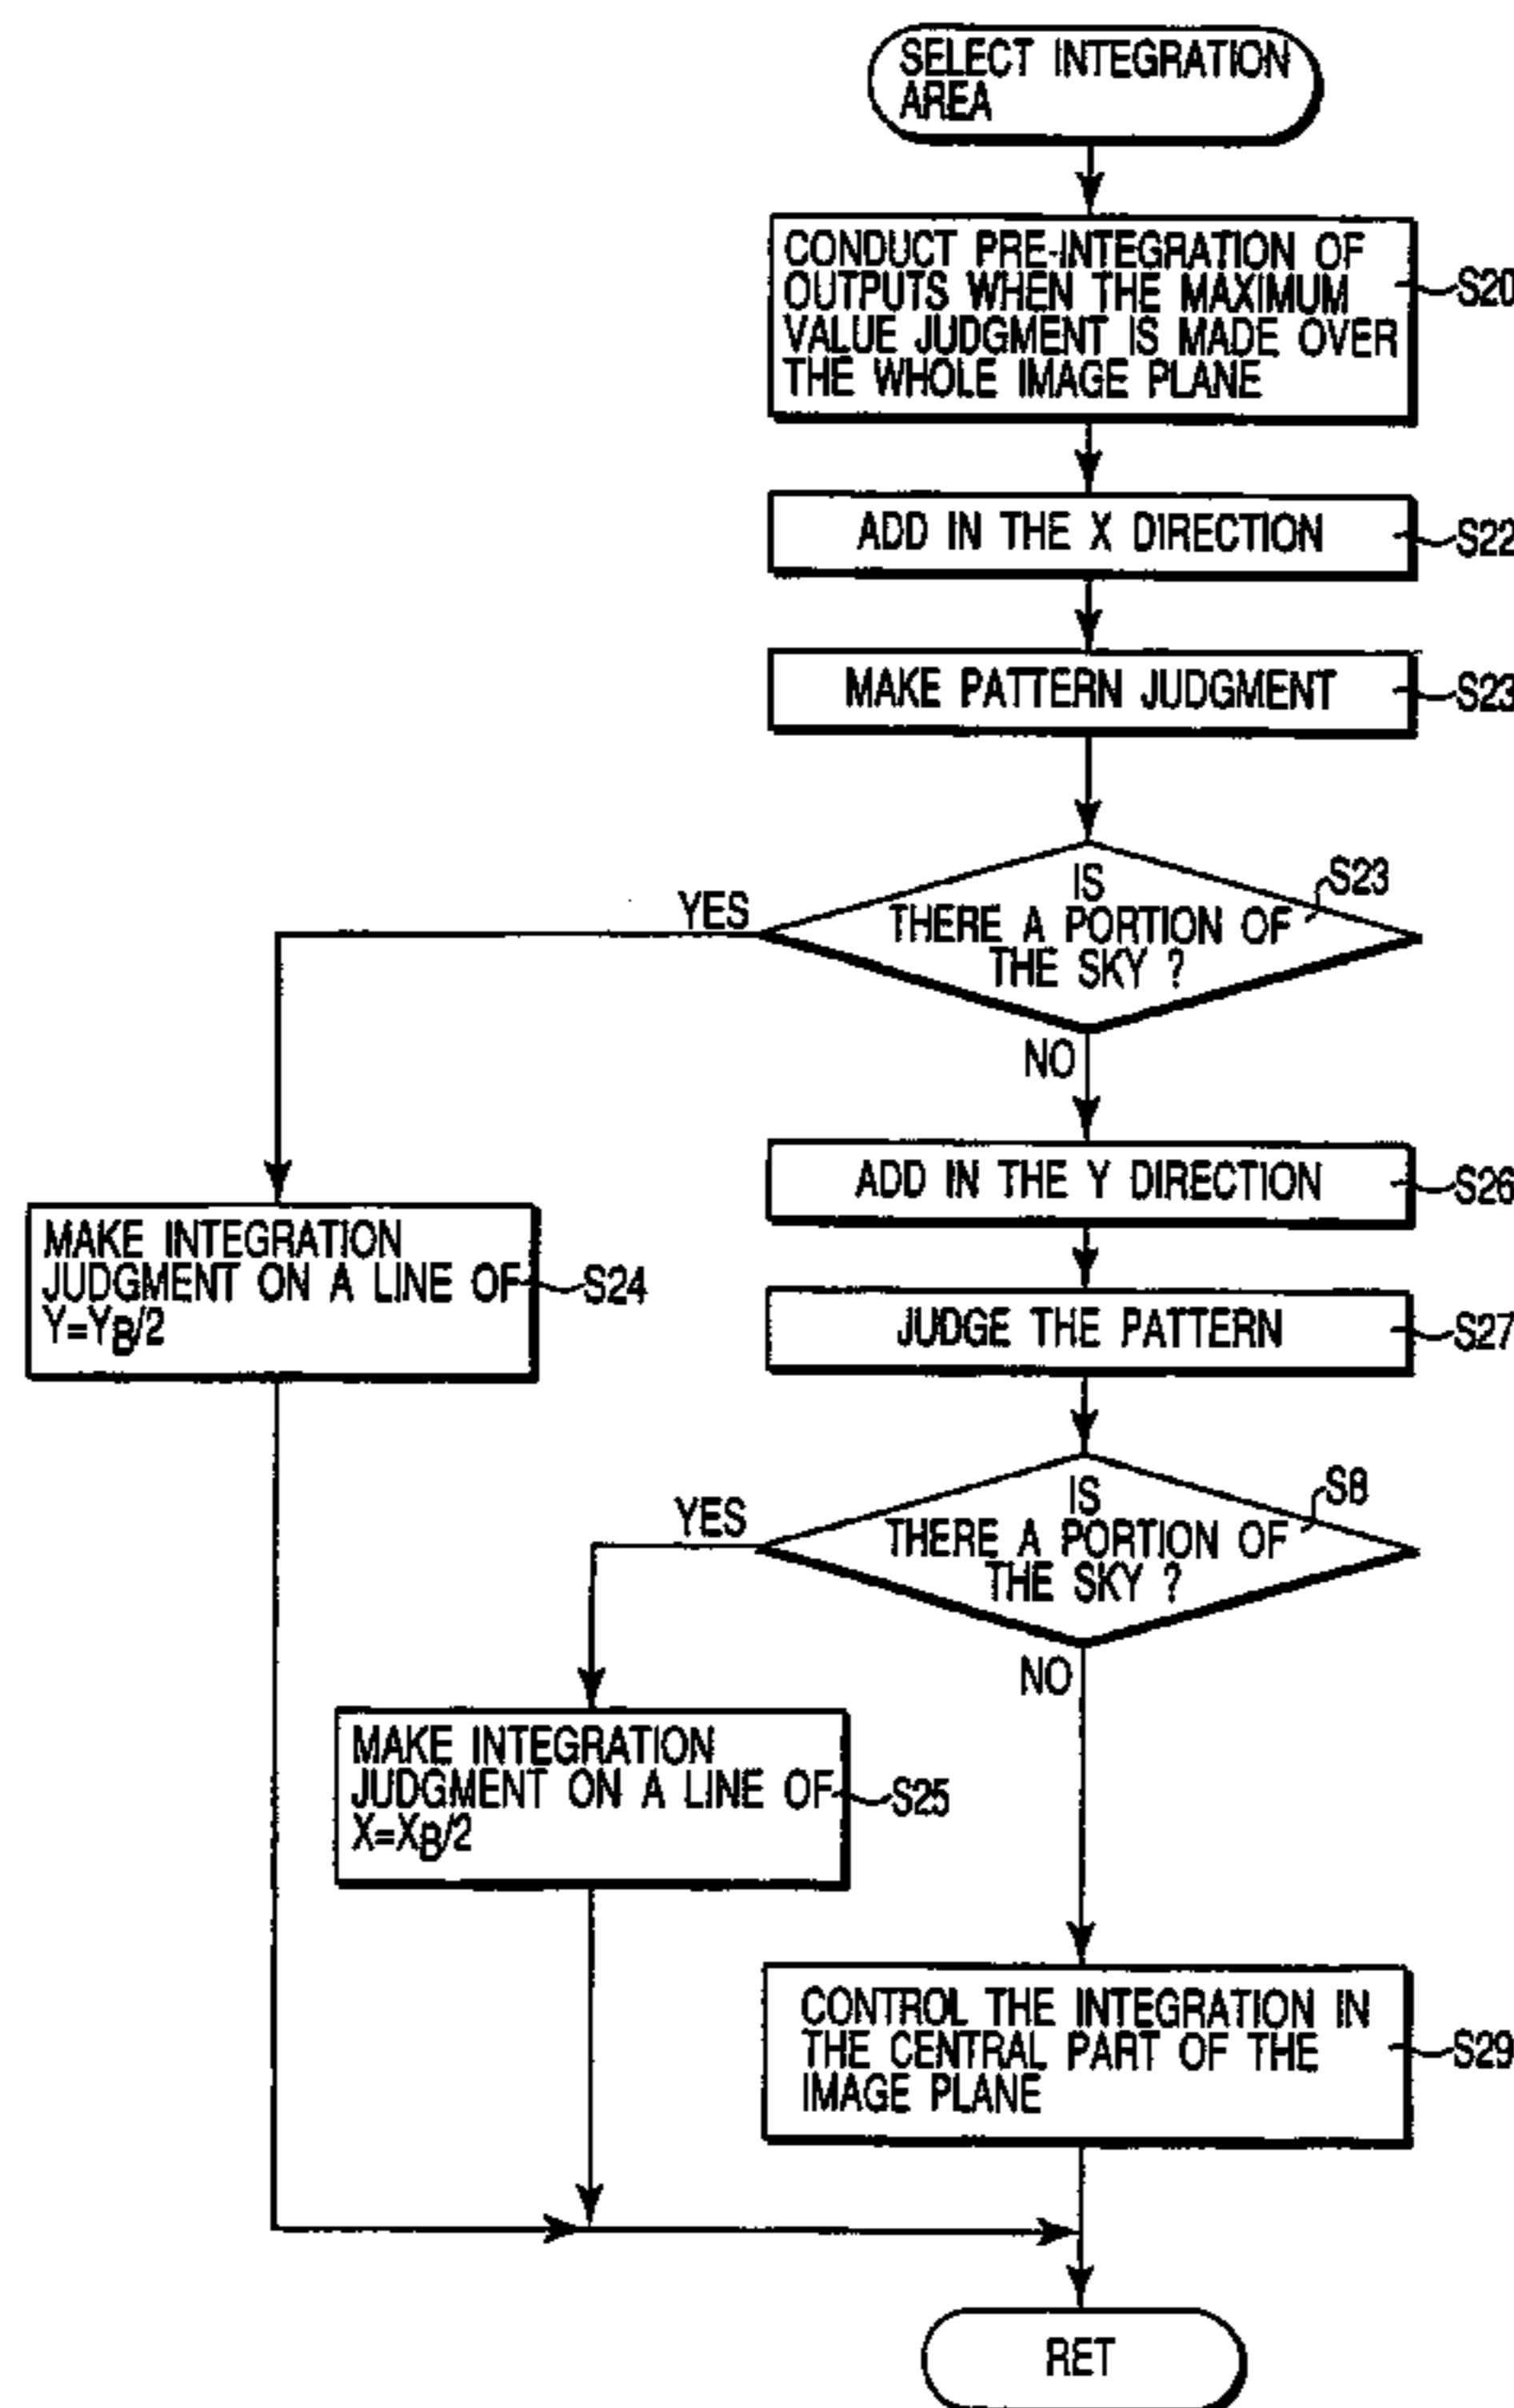 SELECT INTEGRATION
AREA
CONDUCT PRE-INTEGRATION OF
OUTPUTS WHEN THE MAXIMUM
VALUE JUDGMENT IS MADE OVER
THE WHOLE IMAGE PLANE
S20
ADD IN THE X DIRECTION
S22
MAKE PATTERN JUDGMENT
S23
IS
THERE A PORTION OF
THE SKY ?
S23
YES
NO
MAKE INTEGRATION
JUDGMENT ON A LINE OF
Y=YB/2
S24
ADD IN THE Y DIRECTION
S26
JUDGE THE PATTERN
S27
IS
THERE A PORTION OF
THE SKY ?
S8
YES
NO
MAKE INTEGRATION
JUDGMENT ON A LINE OF
X=XB/2
S25
CONTROL THE INTEGRATION IN
THE CENTRAL PART OF THE
IMAGE PLANE
S29
RET